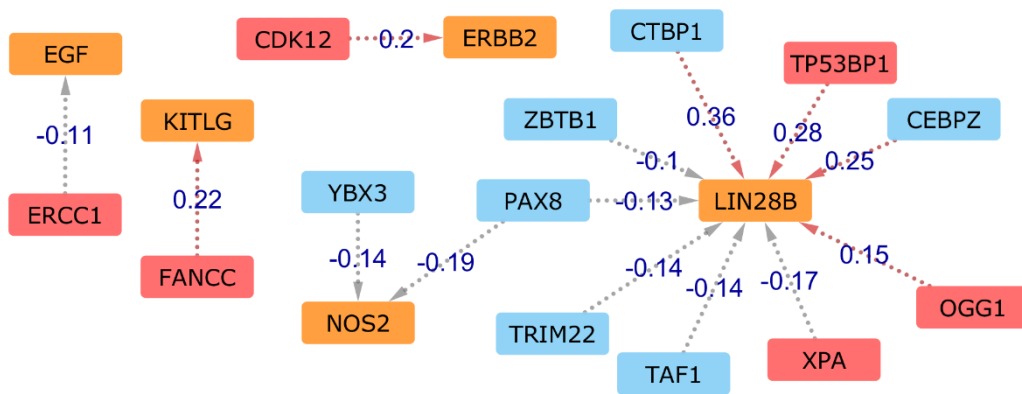 CTBP1
CDK12
0.2
ERBB2
EGF
TP53BP1
-0.11
KITLG
ZBTB1
0.36
0.28
CEBPZ
-0.1
0.25
YBX3
PAX8
-0.13
LIN28B
0.22
ERCC1
-0.14
-0.19
-0.14
0.15
FANCC
-0.14
-0.17
OGG1
NOS2
TRIM22
TAF1
XPA